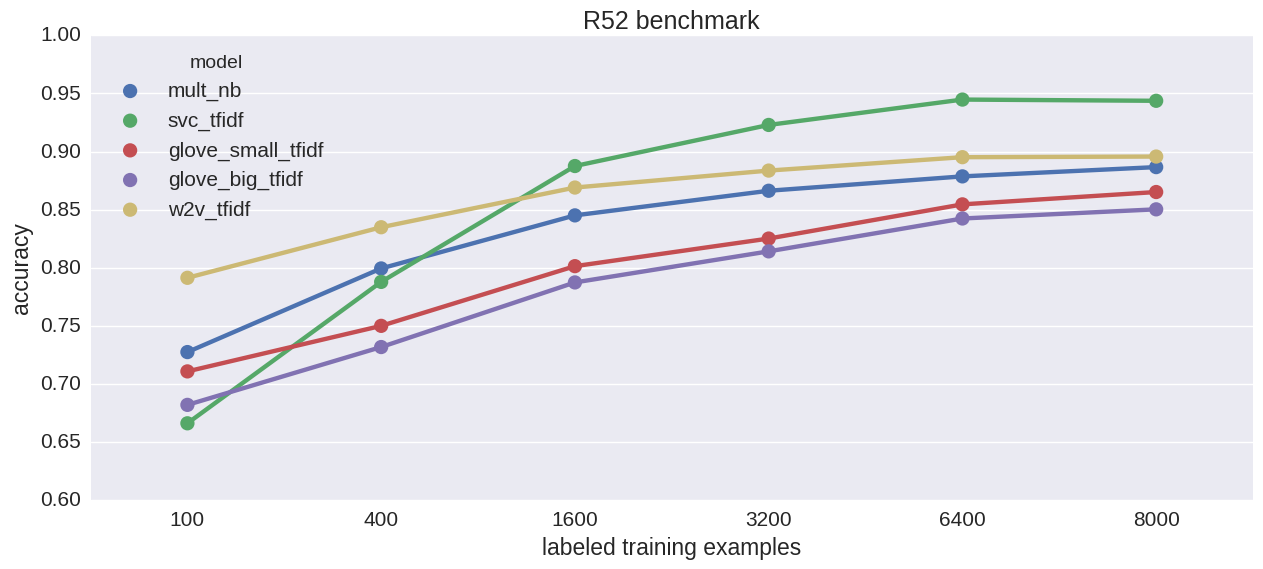 R52 benchmark
1.00
0.95
0.90
0.85
0.80
0.75
0.70
0.65
0.60
accuracy
model
mult_nb
svc_tfidf
glove_small_tfidf
glove_big_tfidf
w2v_tfidf
100 400 1600 3200 6400 8000
labeled training examples